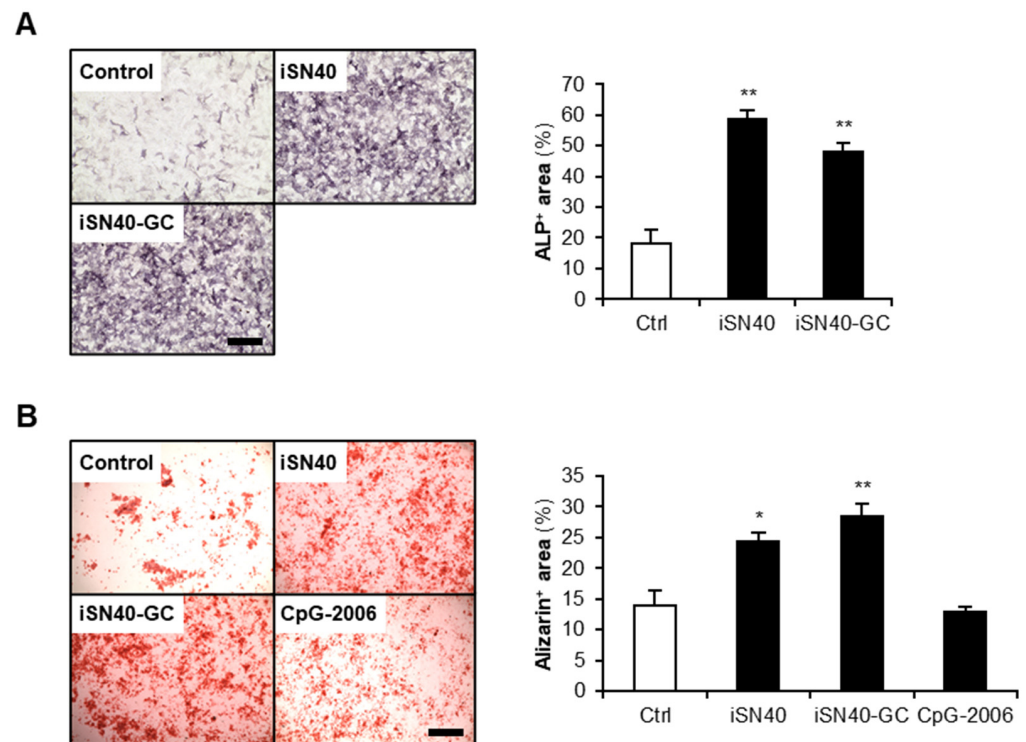 A
Control
iSN40
iSN40-GC
ALP⁺ area (%)
70
60
50
40
30
20
10
0
**
**
Ctrl
iSN40
iSN40-GC
B
Control
iSN40
iSN40-GC
CpG-2006
Alizarin⁺ area (%)
35
30
25
20
15
10
5
0
*
**
Ctrl
iSN40
iSN40-GC
CpG-2006